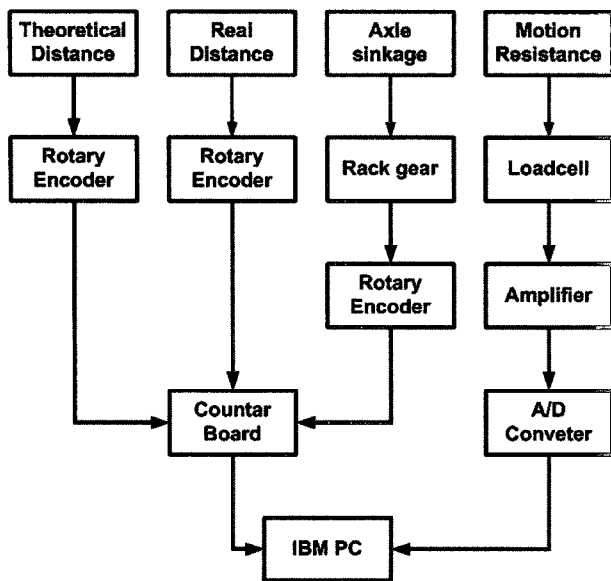 Theoretical
Distance
Real
Distance
Axle
sinkage
Motion
Resistance
Rotary
Encoder
Rotary
Encoder
Rack gear
Loadcell
Rotary
Encoder
Amplifier
Countar
Board
A/D
Conveter
IBM PC